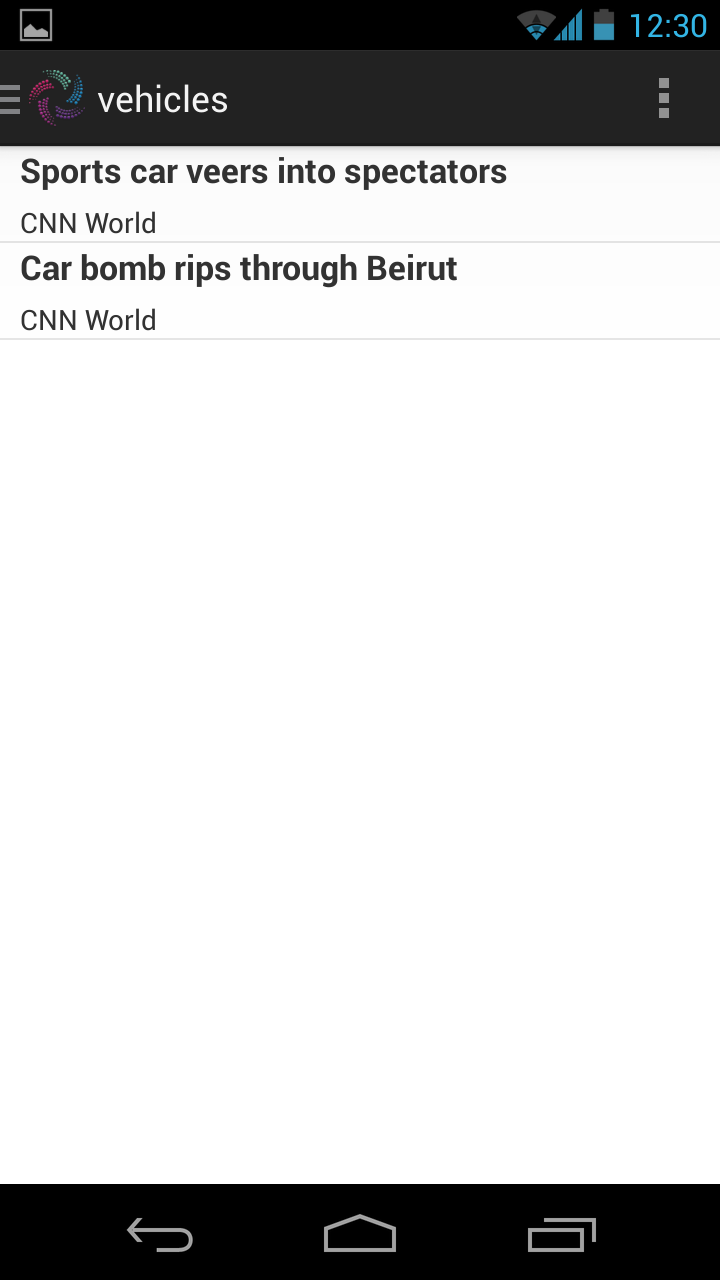 12:30
vehicles
Sports car veers into spectators
CNN World
Car bomb rips through Beirut
CNN World